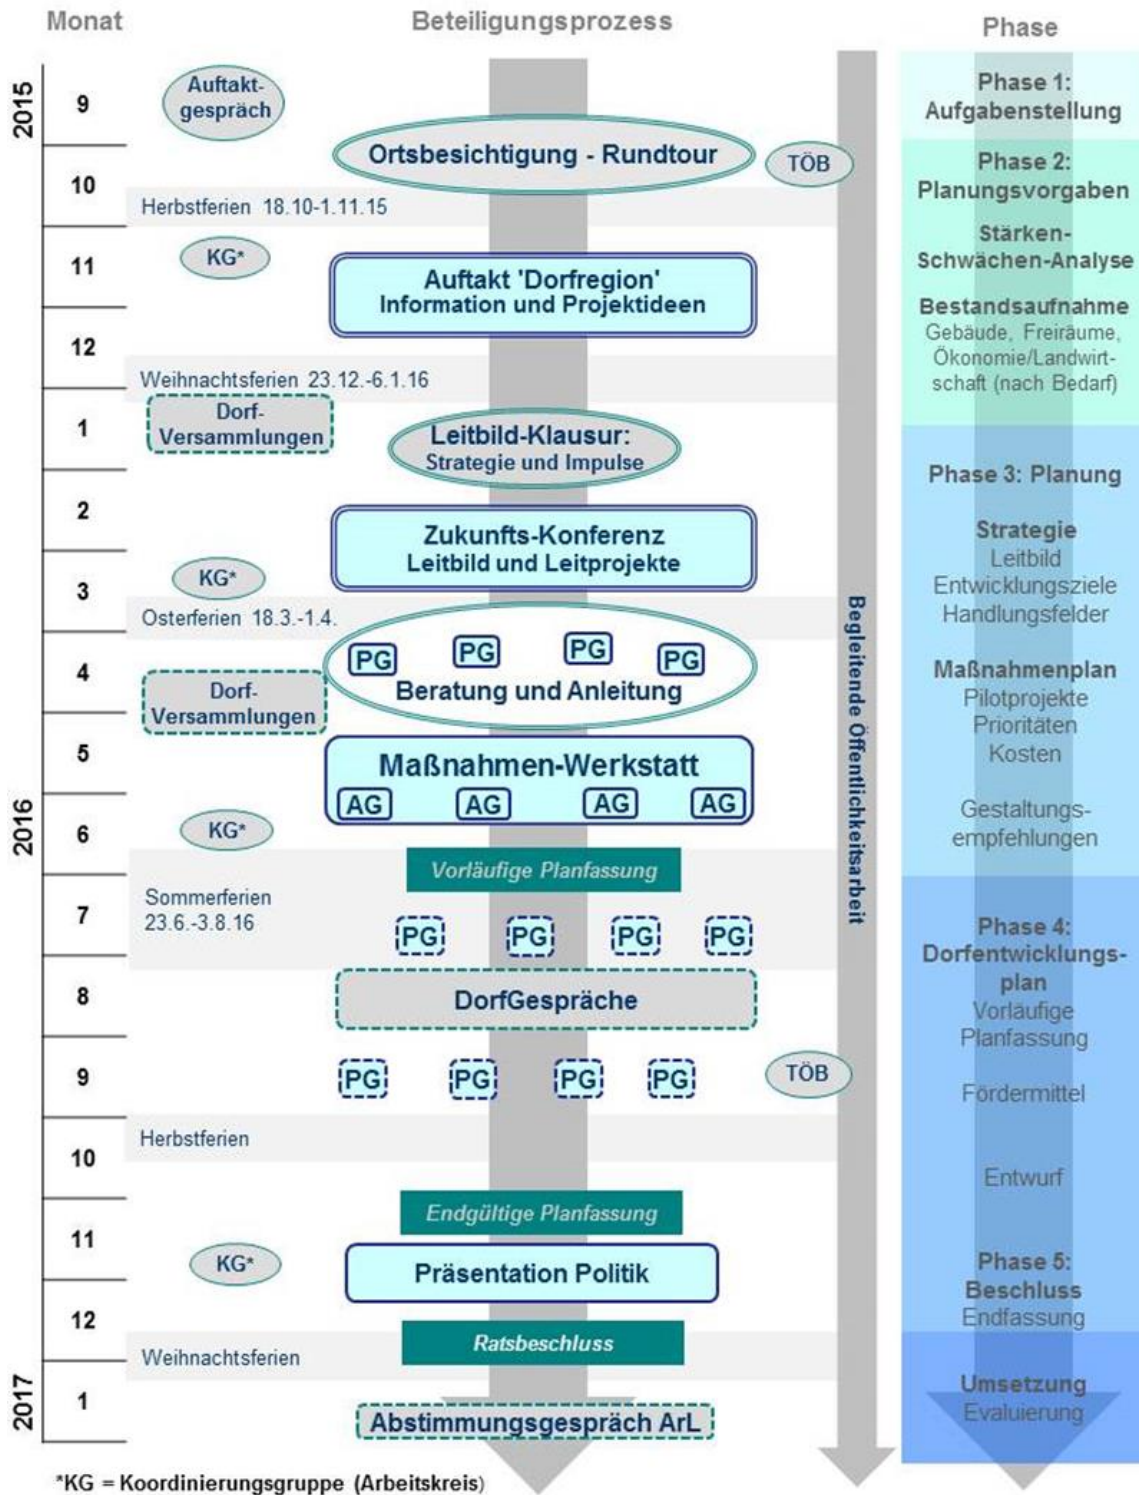 Monat
Beteiligungsprozess
Phase
2015
9
10
11
12
2016
1
2
3
4
5
6
7
8
9
10
11
12
2017
1
Auftakt-
gespräch
Ortsbesichtigung - Rundtour
TÖB
Herbstferien 18.10-1.11.15
KG*
Auftakt 'Dorfregion'
Information und Projektideen
Weihnachtsferien 23.12.-6.1.16
Dorf-
Versammlungen
Leitbild-Klausur:
Strategie und Impulse
Zukunfts-Konferenz
Leitbild und Leitprojekte
KG*
Osterferien 18.3.-1.4.
PG PG PG PG
Beratung und Anleitung
Dorf-
Versammlungen
Maßnahmen-Werkstatt
AG AG AG AG
KG*
Vorläufige Planfassung
Sommerferien
23.6.-3.8.16
PG PG PG PG
DorfGespräche
PG PG PG PG
TÖB
Herbstferien
Endgültige Planfassung
KG*
Präsentation Politik
Ratsbeschluss
Weihnachtsferien
Abstimmungsgespräch ArL
Begleitende Öffentlichkeitsarbeit
Phase 1:
Aufgabenstellung
Phase 2:
Planungsvorgaben
Stärken-
Schwächen-Analyse
Bestandsaufnahme
Gebäude, Freiräume,
Ökonomie/Landwirt-
schaft (nach Bedarf)
Phase 3: Planung
Strategie
Leitbild
Entwicklungsziele
Handlungsfelder
Maßnahmenplan
Pilotprojekte
Prioritäten
Kosten
Gestaltungs-
empfehlungen
Phase 4:
Dorfentwicklungs-
plan
Vorläufige
Planfassung
Fördermittel
Entwurf
Phase 5:
Beschluss
Endfassung
Umsetzung
Evaluierung
*KG = Koordinierungsgruppe (Arbeitskreis)